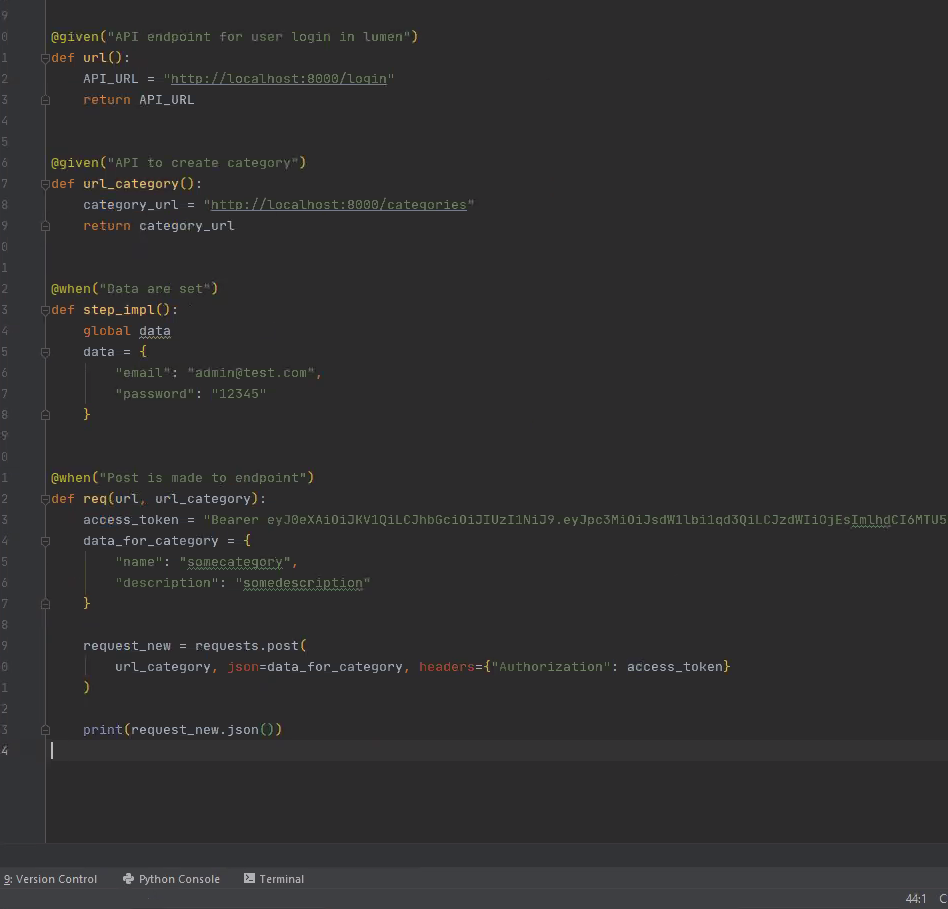 9
0 @given("API endpoint for user login in lumen")
1 def url():
2 API_URL = "http://localhost:8000/login"
3 return API_URL
4
5
6 @given("API to create category")
7 def url_category():
8 category_url = "http://localhost:8000/categories"
9 return category_url
0
1
2 @when("Data are set")
3 def step_impl():
4 global data
5 data = {
6 "email": "admin@test.com",
7 "password": "12345"
8 }
9
0
1 @when("Post is made to endpoint")
2 def req(url, url_category):
3 access_token = "Bearer eyJ0eXAiOiJKV1QiLCJhbGciOiJIUzI1NiJ9.eyJpc3MiOiJsdW1lbi1qd3QiLCJzdWIiOjEsImlhdCI6MTU5
4 data_for_category = {
5 "name": "somecategory",
6 "description": "somedescription"
7 }
8
9 request_new = requests.post(
0 url_category, json=data_for_category, headers={"Authorization": access_token}
1 )
2
3 print(request_new.json())
4
9: Version Control Python Console Terminal
44:1 C